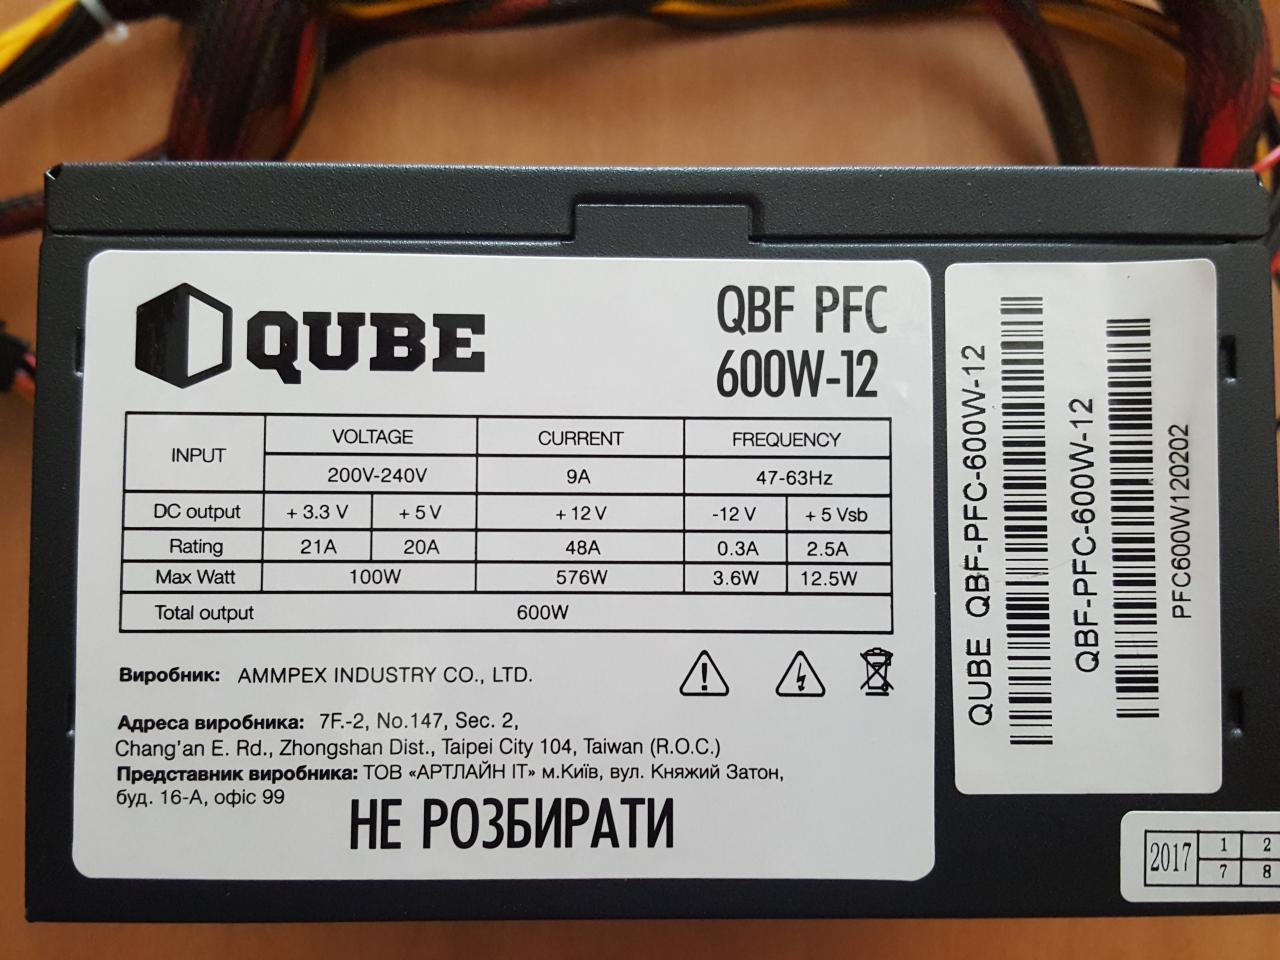 QUBE
QBF PFC
600W-12
INPUT VOLTAGE CURRENT FREQUENCY
200V-240V 9A 47-63Hz
DC output + 3.3 V + 5 V + 12 V -12 V + 5 Vsb
Rating 21A 20A 48A 0.3A 2.5A
Max Watt 100W 576W 3.6W 12.5W
Total output 600W
Виробник: AMMPEX INDUSTRY CO., LTD.
Адреса виробника: 7F.-2, No.147, Sec. 2,
Chang'an E. Rd., Zhongshan Dist., Taipei City 104, Taiwan (R.O.C.)
Представник виробника: ТОВ «АРТЛАЙН ІТ» м.Київ, вул. Княжий Затон,
буд. 16-А, офіс 99
НЕ РОЗБИРАТИ
QUBE QBF-PFC-600W-12
QBF-PFC-600W-12
PFC600W120202
2017 1 2
7 8